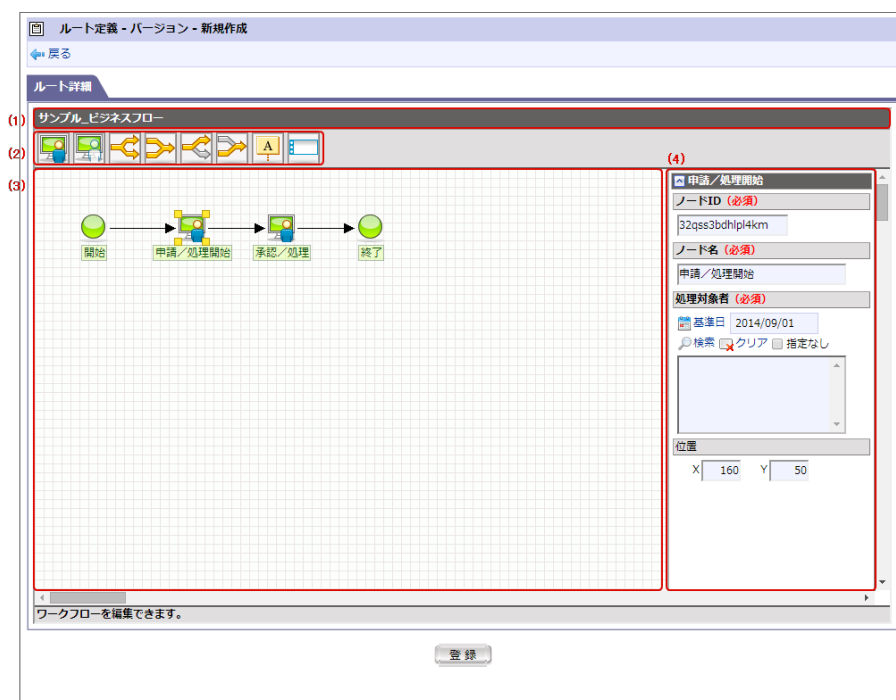 ルート定義 - バージョン - 新規作成
戻る
ルート詳細
(1)
サンプル_ビジネスフロー
(2)
A
(3)
(4)
開始
申請／処理開始
承認／処理
終了
申請／処理開始
ノードID (必須)
32qss3bdhlpl4km
ノード名 (必須)
申請／処理開始
処理対象者 (必須)
基準日 2014/09/01
検索 クリア 指定なし
位置
X 160 Y 50
ワークフローを編集できます。
登録